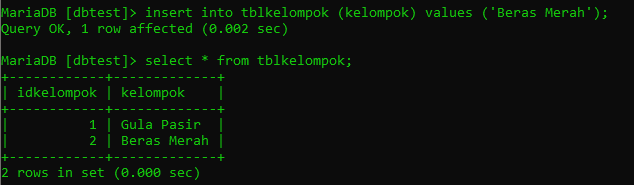 MariaDB [dbtest]> insert into tblkelompok (kelompok) values ('Beras Merah');
Query OK, 1 row affected (0.002 sec)
MariaDB [dbtest]> select * from tblkelompok;
+------------+-------------+
| idkelompok | kelompok    |
+------------+-------------+
|          1 | Gula Pasir  |
|          2 | Beras Merah |
+------------+-------------+
2 rows in set (0.000 sec)